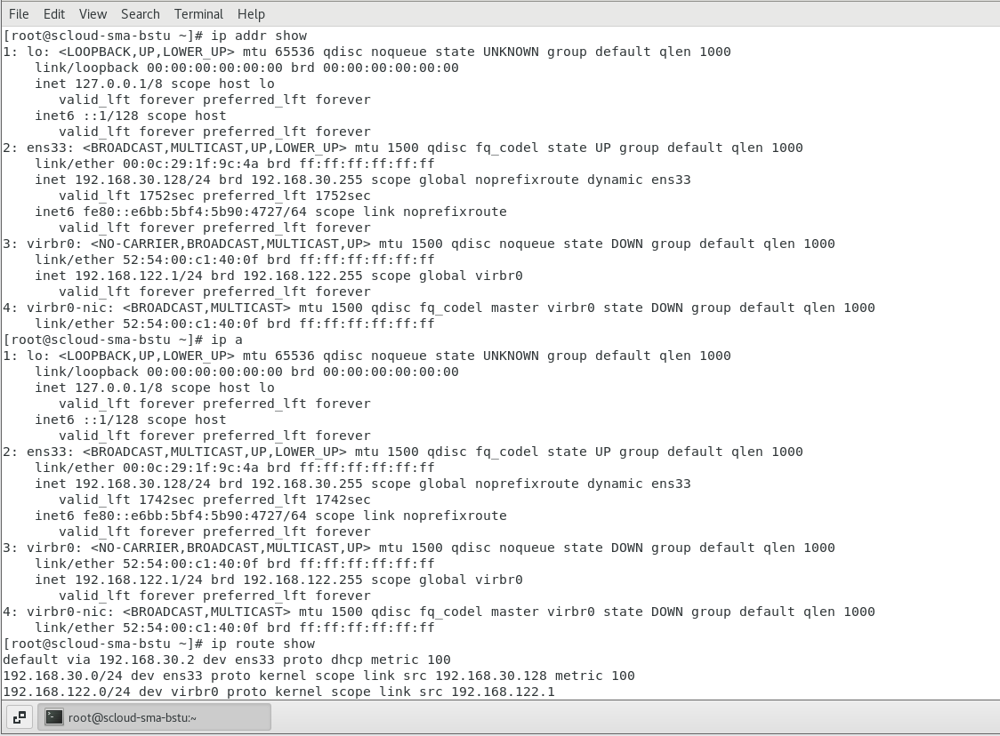 File Edit View Search Terminal Help
[root@scloud-sma-bstu ~]# ip addr show
1: lo: <LOOPBACK,UP,LOWER_UP> mtu 65536 qdisc noqueue state UNKNOWN group default qlen 1000
    link/loopback 00:00:00:00:00:00 brd 00:00:00:00:00:00
    inet 127.0.0.1/8 scope host lo
       valid_lft forever preferred_lft forever
    inet6 ::1/128 scope host
       valid_lft forever preferred_lft forever
2: ens33: <BROADCAST,MULTICAST,UP,LOWER_UP> mtu 1500 qdisc fq_codel state UP group default qlen 1000
    link/ether 00:0c:29:1f:9c:4a brd ff:ff:ff:ff:ff:ff
    inet 192.168.30.128/24 brd 192.168.30.255 scope global noprefixroute dynamic ens33
       valid_lft 1752sec preferred_lft 1752sec
    inet6 fe80::e6bb:5bf4:5b90:4727/64 scope link noprefixroute
       valid_lft forever preferred_lft forever
3: virbr0: <NO-CARRIER,BROADCAST,MULTICAST,UP> mtu 1500 qdisc noqueue state DOWN group default qlen 1000
    link/ether 52:54:00:c1:40:0f brd ff:ff:ff:ff:ff:ff
    inet 192.168.122.1/24 brd 192.168.122.255 scope global virbr0
       valid_lft forever preferred_lft forever
4: virbr0-nic: <BROADCAST,MULTICAST> mtu 1500 qdisc fq_codel master virbr0 state DOWN group default qlen 1000
    link/ether 52:54:00:c1:40:0f brd ff:ff:ff:ff:ff:ff
[root@scloud-sma-bstu ~]# ip a
1: lo: <LOOPBACK,UP,LOWER_UP> mtu 65536 qdisc noqueue state UNKNOWN group default qlen 1000
    link/loopback 00:00:00:00:00:00 brd 00:00:00:00:00:00
    inet 127.0.0.1/8 scope host lo
       valid_lft forever preferred_lft forever
    inet6 ::1/128 scope host
       valid_lft forever preferred_lft forever
2: ens33: <BROADCAST,MULTICAST,UP,LOWER_UP> mtu 1500 qdisc fq_codel state UP group default qlen 1000
    link/ether 00:0c:29:1f:9c:4a brd ff:ff:ff:ff:ff:ff
    inet 192.168.30.128/24 brd 192.168.30.255 scope global noprefixroute dynamic ens33
       valid_lft 1742sec preferred_lft 1742sec
    inet6 fe80::e6bb:5bf4:5b90:4727/64 scope link noprefixroute
       valid_lft forever preferred_lft forever
3: virbr0: <NO-CARRIER,BROADCAST,MULTICAST,UP> mtu 1500 qdisc noqueue state DOWN group default qlen 1000
    link/ether 52:54:00:c1:40:0f brd ff:ff:ff:ff:ff:ff
    inet 192.168.122.1/24 brd 192.168.122.255 scope global virbr0
       valid_lft forever preferred_lft forever
4: virbr0-nic: <BROADCAST,MULTICAST> mtu 1500 qdisc fq_codel master virbr0 state DOWN group default qlen 1000
    link/ether 52:54:00:c1:40:0f brd ff:ff:ff:ff:ff:ff
[root@scloud-sma-bstu ~]# ip route show
default via 192.168.30.2 dev ens33 proto dhcp metric 100
192.168.30.0/24 dev ens33 proto kernel scope link src 192.168.30.128 metric 100
192.168.122.0/24 dev virbr0 proto kernel scope link src 192.168.122.1
root@scloud-sma-bstu:~